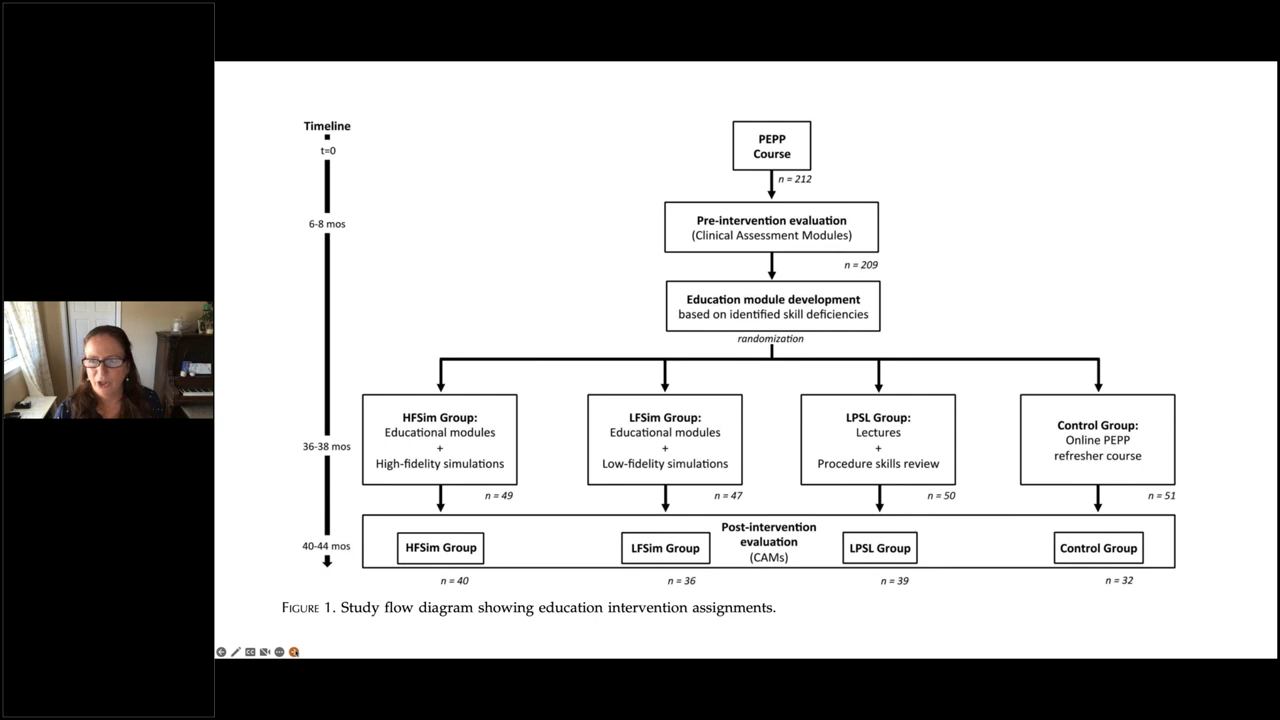 Timeline
t=0
6-8 mos
36-38 mos
40-44 mos
PEPP
Course
n = 212
Pre-intervention evaluation
(Clinical Assessment Modules)
n = 209
Education module development
based on identified skill deficiencies
randomization
HFSim Group:
Educational modules
+
High-fidelity simulations
n = 49
LFSim Group:
Educational modules
+
Low-fidelity simulations
n = 47
LPSL Group:
Lectures
+
Procedure skills review
n = 50
Control Group:
Online PEPP
refresher course
n = 51
Post-intervention
evaluation
(CAMs)
HFSim Group
LFSim Group
LPSL Group
Control Group
n = 40
n = 36
n = 39
n = 32
FIGURE 1. Study flow diagram showing education intervention assignments.